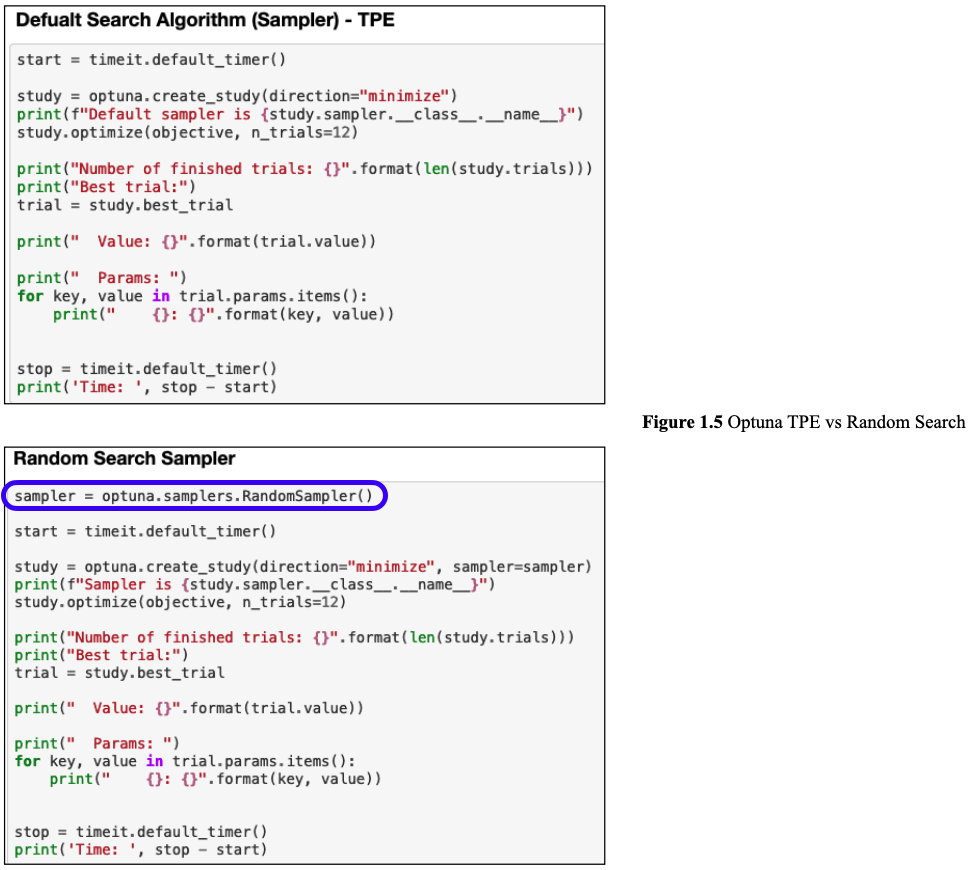 Defualt Search Algorithm (Sampler) - TPE
start = timeit.default_timer()
study = optuna.create_study(direction="minimize")
print(f"Default sampler is {study.sampler.__class__.__name__}")
study.optimize(objective, n_trials=12)
print("Number of finished trials: {}".format(len(study.trials)))
print("Best trial:")
trial = study.best_trial
print("  Value: {}".format(trial.value))
print("  Params: ")
for key, value in trial.params.items():
    print("    {}: {}".format(key, value))
stop = timeit.default_timer()
print('Time: ', stop - start)
Figure 1.5 Optuna TPE vs Random Search
Random Search Sampler
sampler = optuna.samplers.RandomSampler()
start = timeit.default_timer()
study = optuna.create_study(direction="minimize", sampler=sampler)
print(f"Sampler is {study.sampler.__class__.__name__}")
study.optimize(objective, n_trials=12)
print("Number of finished trials: {}".format(len(study.trials)))
print("Best trial:")
trial = study.best_trial
print("  Value: {}".format(trial.value))
print("  Params: ")
for key, value in trial.params.items():
    print("    {}: {}".format(key, value))
stop = timeit.default_timer()
print('Time: ', stop - start)